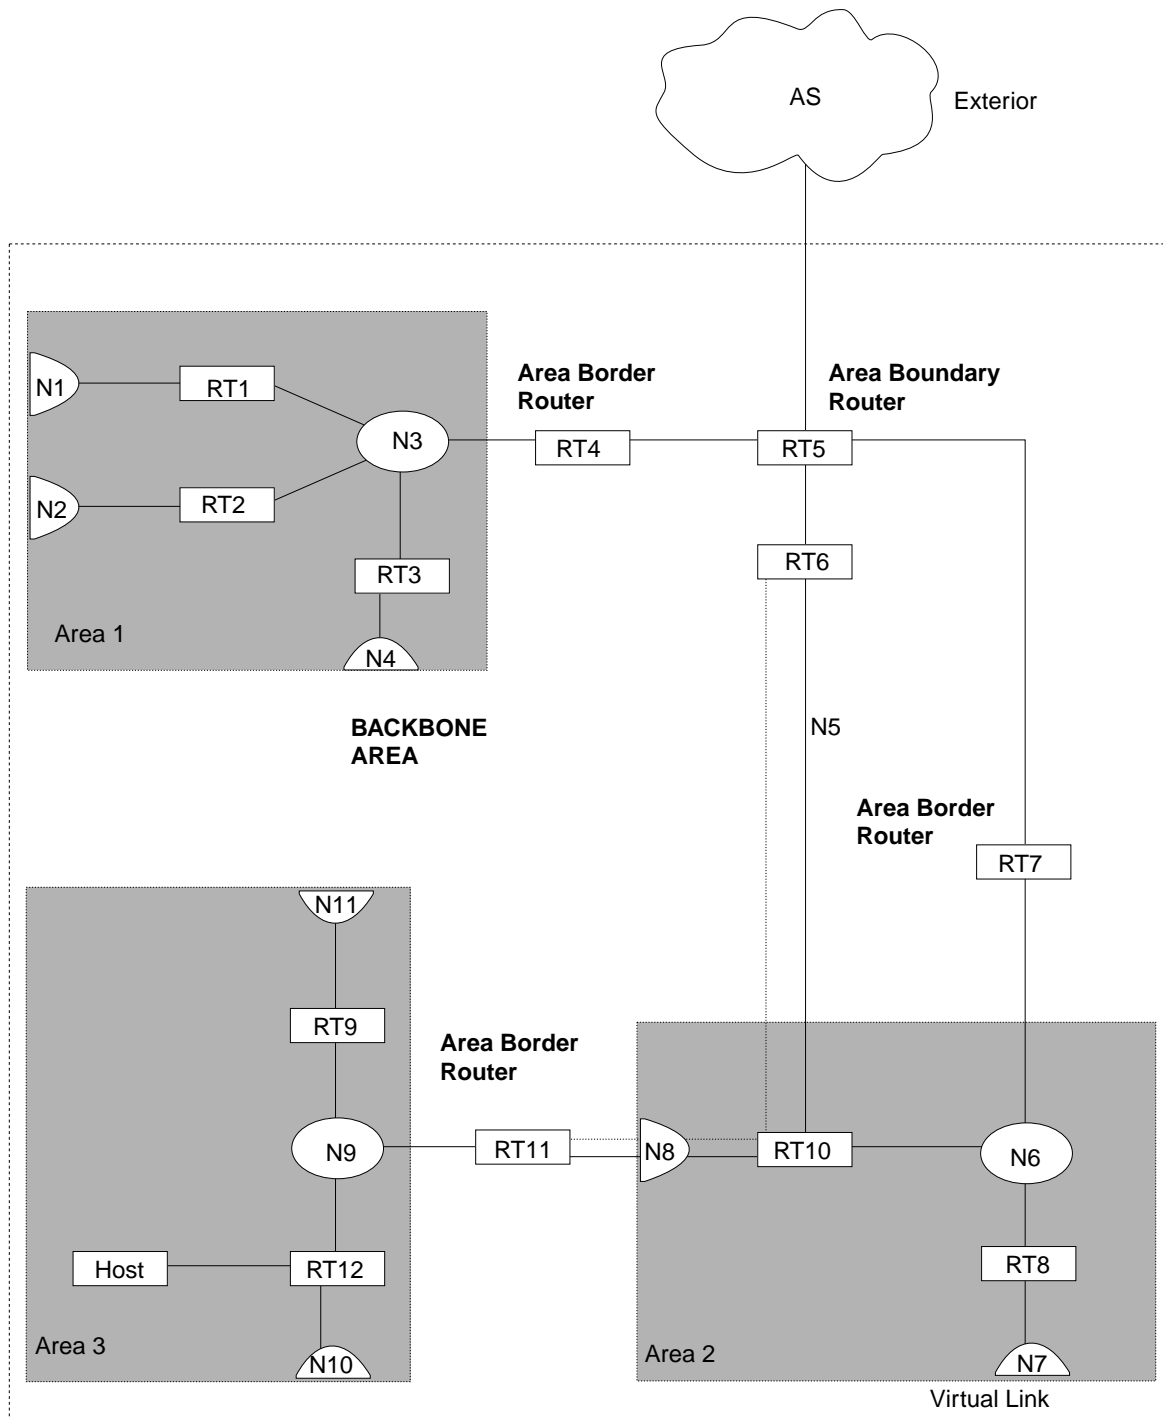 AS
Exterior
Area Border
Router
Area Boundary
Router
N1
RT1
N3
RT4
RT5
N2
RT2
RT6
RT3
Area 1
N4
BACKBONE
AREA
N5
Area Border
Router
RT7
N11
RT9
Area Border
Router
N9
RT11
N8
RT10
N6
Host
RT12
RT8
Area 3
N10
Area 2
N7
Virtual Link